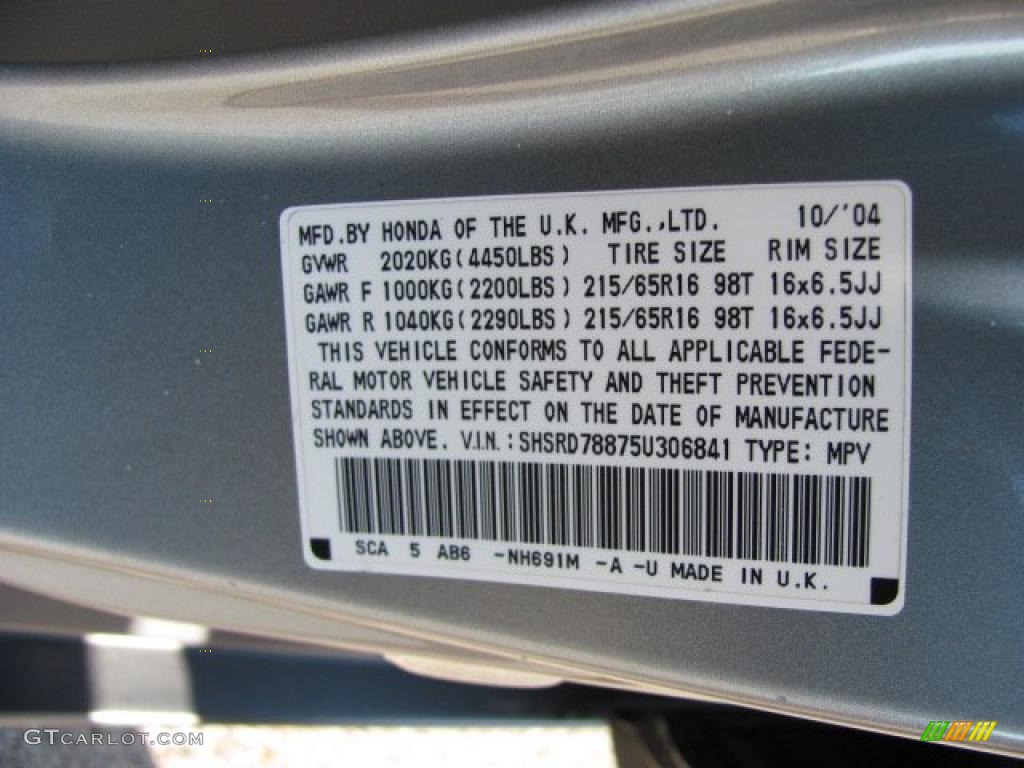 MFD.BY HONDA OF THE U.K. MFG.,LTD. 10/'04
GVWR 2020KG(4450LBS) TIRE SIZE RIM SIZE
GAWR F 1000KG(2200LBS) 215/65R16 98T 16x6.5JJ
GAWR R 1040KG(2290LBS) 215/65R16 98T 16x6.5JJ
THIS VEHICLE CONFORMS TO ALL APPLICABLE FEDE-
RAL MOTOR VEHICLE SAFETY AND THEFT PREVENTION
STANDARDS IN EFFECT ON THE DATE OF MANUFACTURE
SHOWN ABOVE. V.I.N.:SHSRD78875U306841 TYPE: MPV
SCA 5 AB6 -NH691M -A -U MADE IN U.K.
GTCARLOT.COM